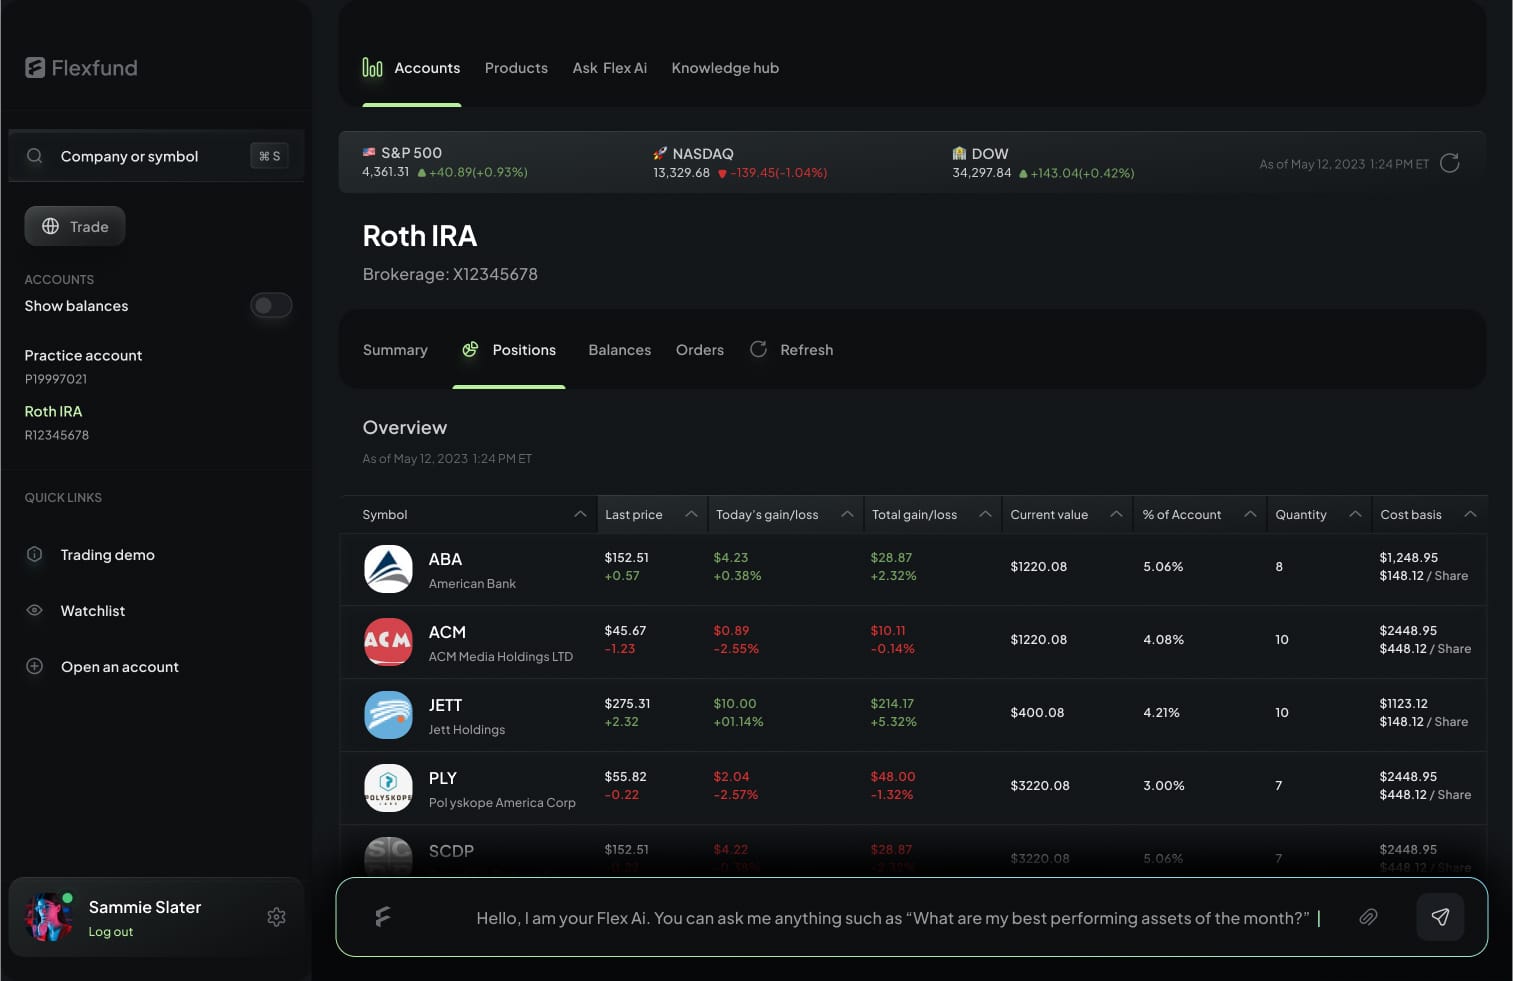 Flexfund
Accounts Products Ask Flex Ai Knowledge hub
Company or symbol ⌘ S
S&P 500
4,361.31 +40.89(+0.93%)
NASDAQ
13,329.68 -139.45(-1.04%)
DOW
34,297.84 +143.04(+0.42%)
As of May 12, 2023 1:24 PM ET
Trade
ACCOUNTS
Show balances
Practice account
P19997021
Roth IRA
R12345678
QUICK LINKS
Trading demo
Watchlist
Open an account
Sammie Slater
Log out
Roth IRA
Brokerage: X12345678
Summary Positions Balances Orders Refresh
Overview
As of May 12, 2023 1:24 PM ET
Symbol Last price Today's gain/loss Total gain/loss Current value % of Account Quantity Cost basis
ABA $152.51 $4.23 $28.87 $1220.08 5.06% 8 $1,248.95
American Bank +0.57 +0.38% +2.32% $148.12 / Share
ACM
ACM $45.67 $0.89 $10.11 $1220.08 4.08% 10 $2448.95
ACM Media Holdings LTD -1.23 -2.55% -0.14% $448.12 / Share
JETT $275.31 $10.00 $214.17 $400.08 4.21% 10 $1123.12
Jett Holdings +2.32 +01.14% +5.32% $148.12 / Share
POLYSKOPE
LABS
PLY $55.82 $2.04 $48.00 $3220.08 3.00% 7 $2448.95
Pol yskope America Corp -0.22 -2.57% -1.32% $448.12 / Share
SCDP $152.51 $4.22 $28.87 $3220.08 5.06% 7 $2448.95
-0.22 -0.38% -2.32% $448.12 / Share
Hello, I am your Flex Ai. You can ask me anything such as “What are my best performing assets of the month?”